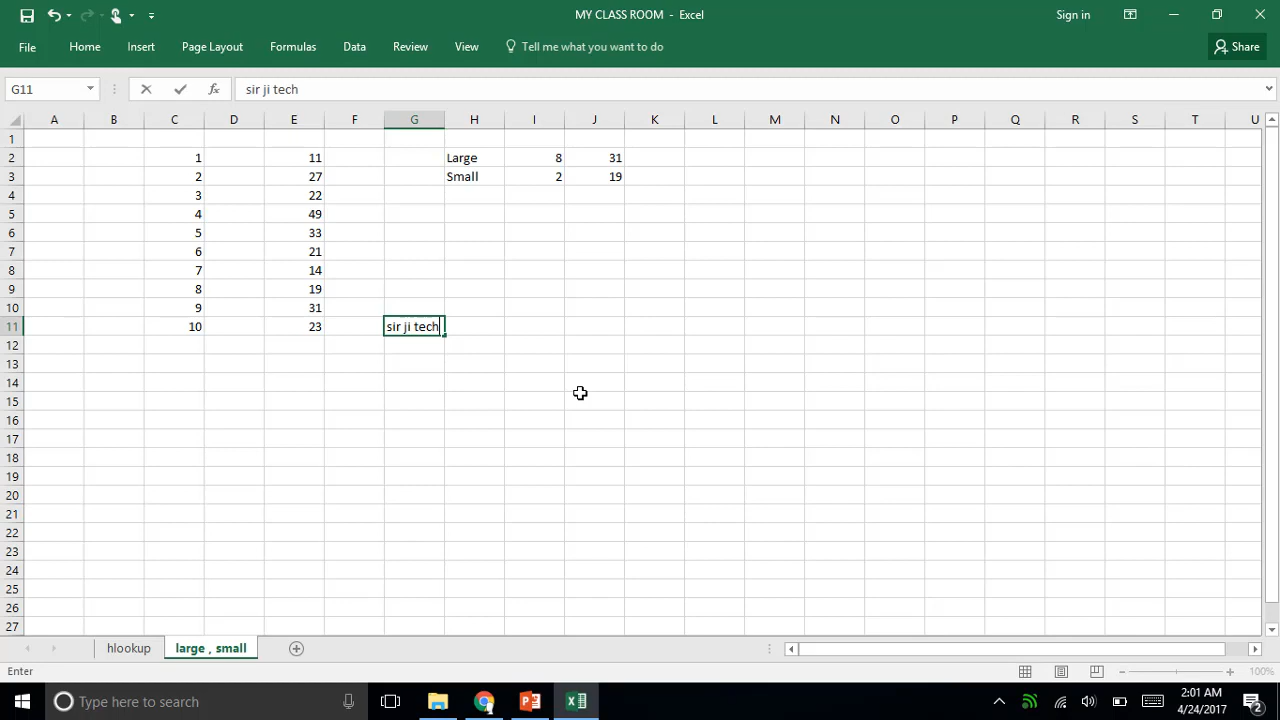 MY CLASS ROOM - Excel
Sign in
File Home Insert Page Layout Formulas Data Review View Tell me what you want to do Share
G11 fx sir ji tech
A B C D E F G H I J K L M N O P Q R S T U
1
2 1 11 Large 8 31
3 2 27 Small 2 19
4 3 22
5 4 49
6 5 33
7 6 21
8 7 14
9 8 19
10 9 31
11 10 23 sir ji tech
12
13
14
15
16
17
18
19
20
21
22
23
24
25
26
27
hlookup large , small
Enter 100%
Type here to search
2:01 AM
4/24/2017
2